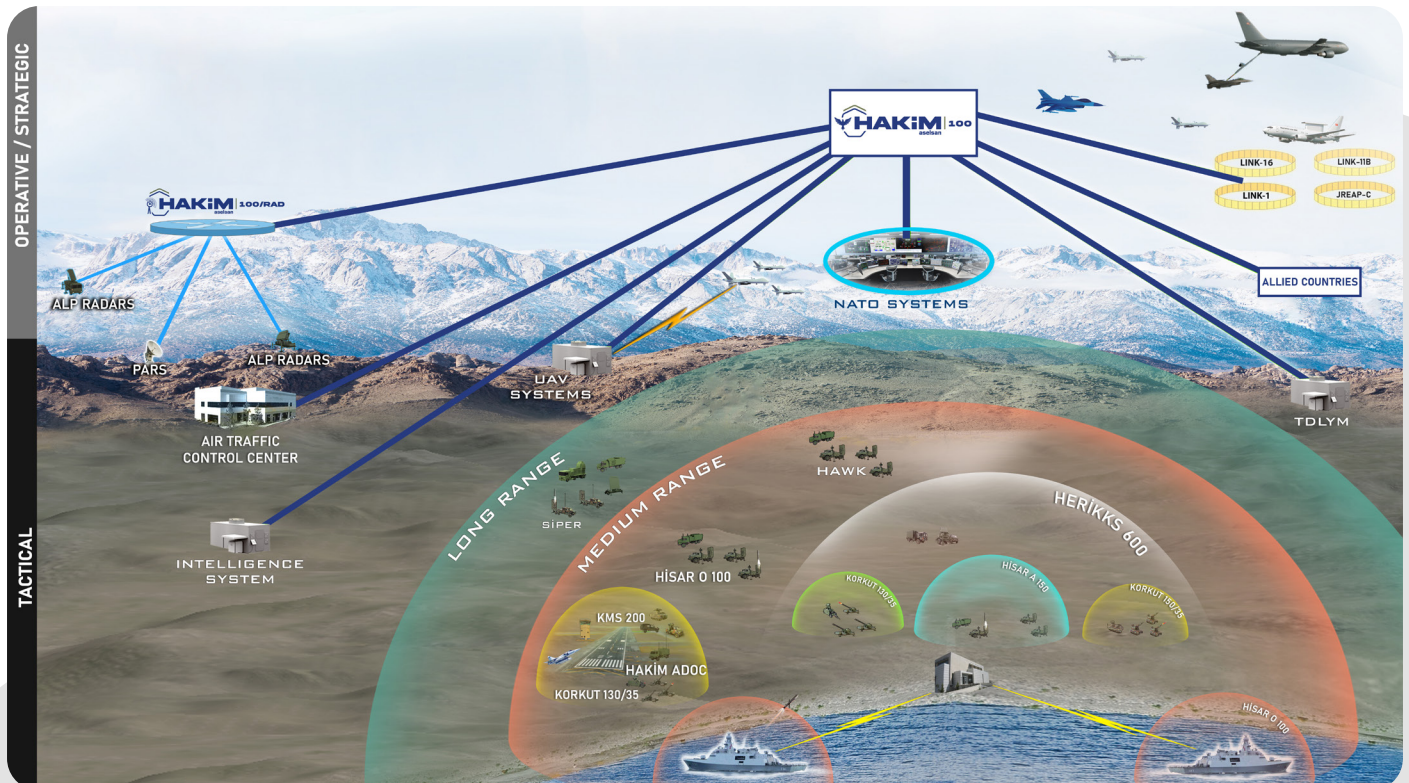 OPERATIVE / STRATEGIC
TACTICAL
HAKİM 100
aselsan
HAKİM 100/RAD
aselsan
LINK-16
LINK-11B
LINK-1
JREAP-C
ALP RADARS
PARS
ALP RADARS
NATO SYSTEMS
ALLIED COUNTRIES
UAV
SYSTEMS
AIR TRAFFIC
CONTROL CENTER
TDLYM
INTELLIGENCE
SYSTEM
LONG RANGE
SİPER
MEDIUM RANGE
HAWK
HİSAR O 100
HERİKKS 600
KORKUT 130/35
HİSAR A 150
KORKUT 150/35
KMS 200
HAKİM ADOC
KORKUT 130/35
HİSAR O 100